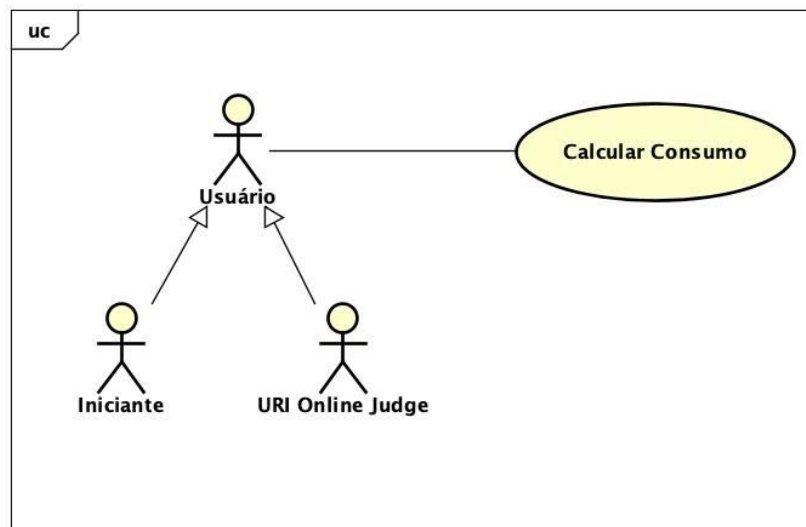 uc
Calcular Consumo
Usuário
Iniciante
URI Online Judge